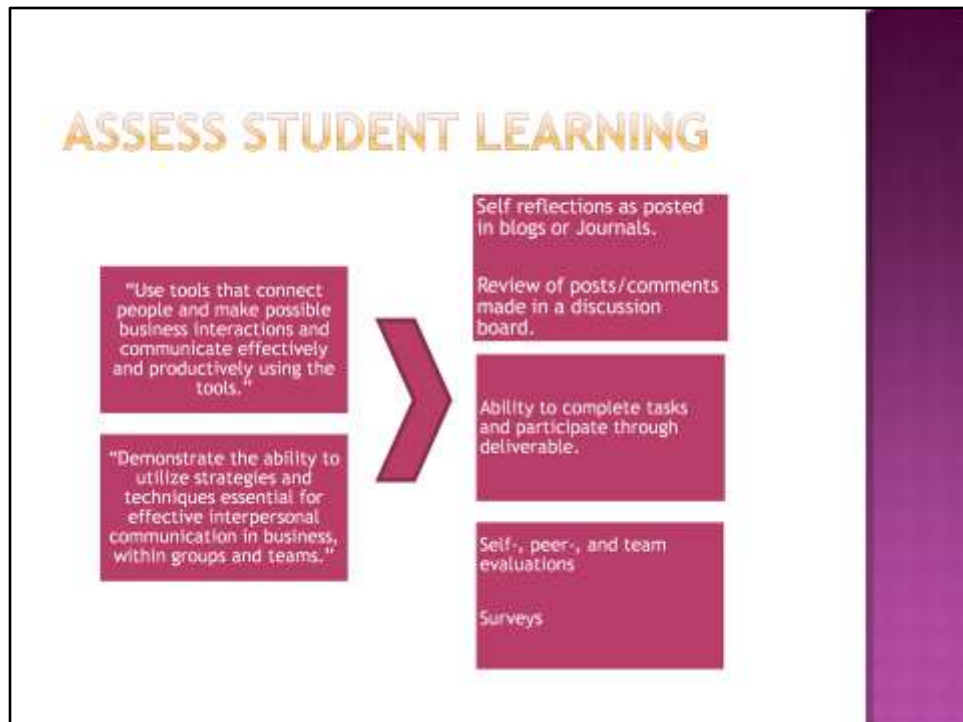 ASSESS STUDENT LEARNING
“Use tools that connect
people and make possible
business interactions and
communicate effectively
and productively using the
tools.”
“Demonstrate the ability to
utilize strategies and
techniques essential for
effective interpersonal
communication in business,
within groups and teams.”
Self reflections as posted
in blogs or Journals.
Review of posts/comments
made in a discussion
board.
Ability to complete tasks
and participate through
deliverable.
Self-, peer-, and team
evaluations
Surveys